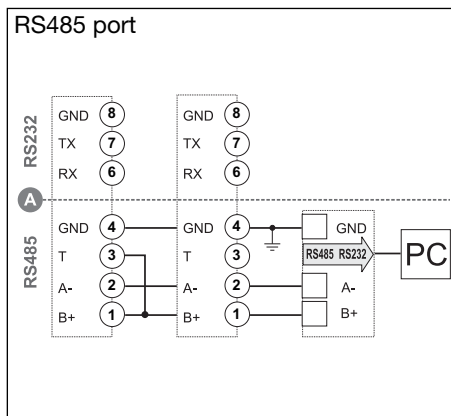 RS485 port
RS232
GND 8 GND 8
TX 7 TX 7
RX 6 RX 6
A
RS485
GND 4 GND 4 GND
T 3 T 3 RS485 RS232 PC
A- 2 A- 2 A-
B+ 1 B+ 1 B+